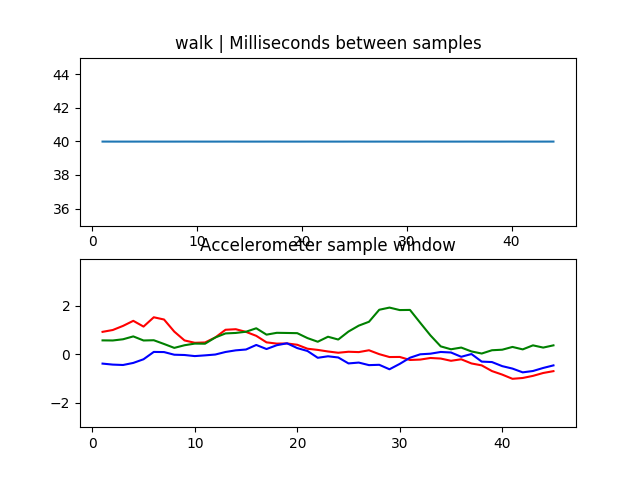 walk | Milliseconds between samples
44
42
40
38
36
0 10 20 30 40
Accelerometer sample window
2
0
−2
0 10 20 30 40